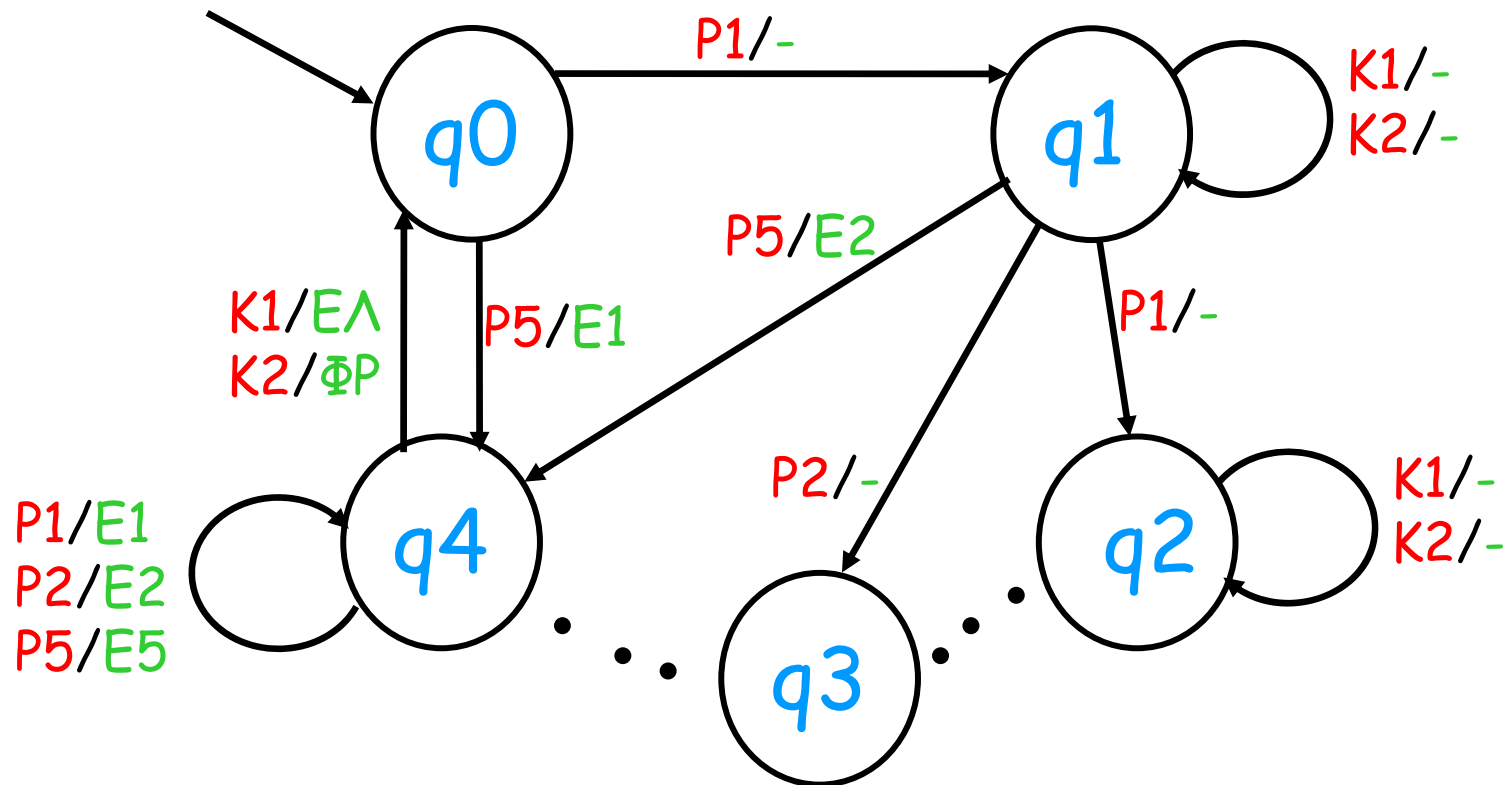 P1/-
q0
q1
K1/-
K2/-
P5/E2
K1/ΕΛ
K2/ΦΡ
P5/E1
P1/-
P2/-
P1/E1
P2/E2
P5/E5
q4
q3
q2
K1/-
K2/-